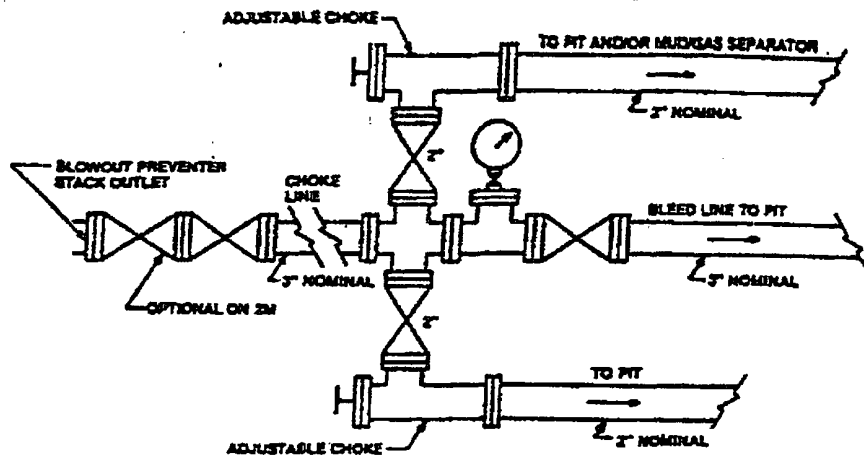 ADJUSTABLE CHOKE
TO PIT AND/OR MUD/GAS SEPARATOR
2" NOMINAL
2"
BLOWOUT PREVENTER
STACK OUTLET
CHOKE
LINE
BLEED LINE TO PIT
3" NOMINAL
3" NOMINAL
OPTIONAL ON 2M
2"
TO PIT
ADJUSTABLE CHOKE
2" NOMINAL